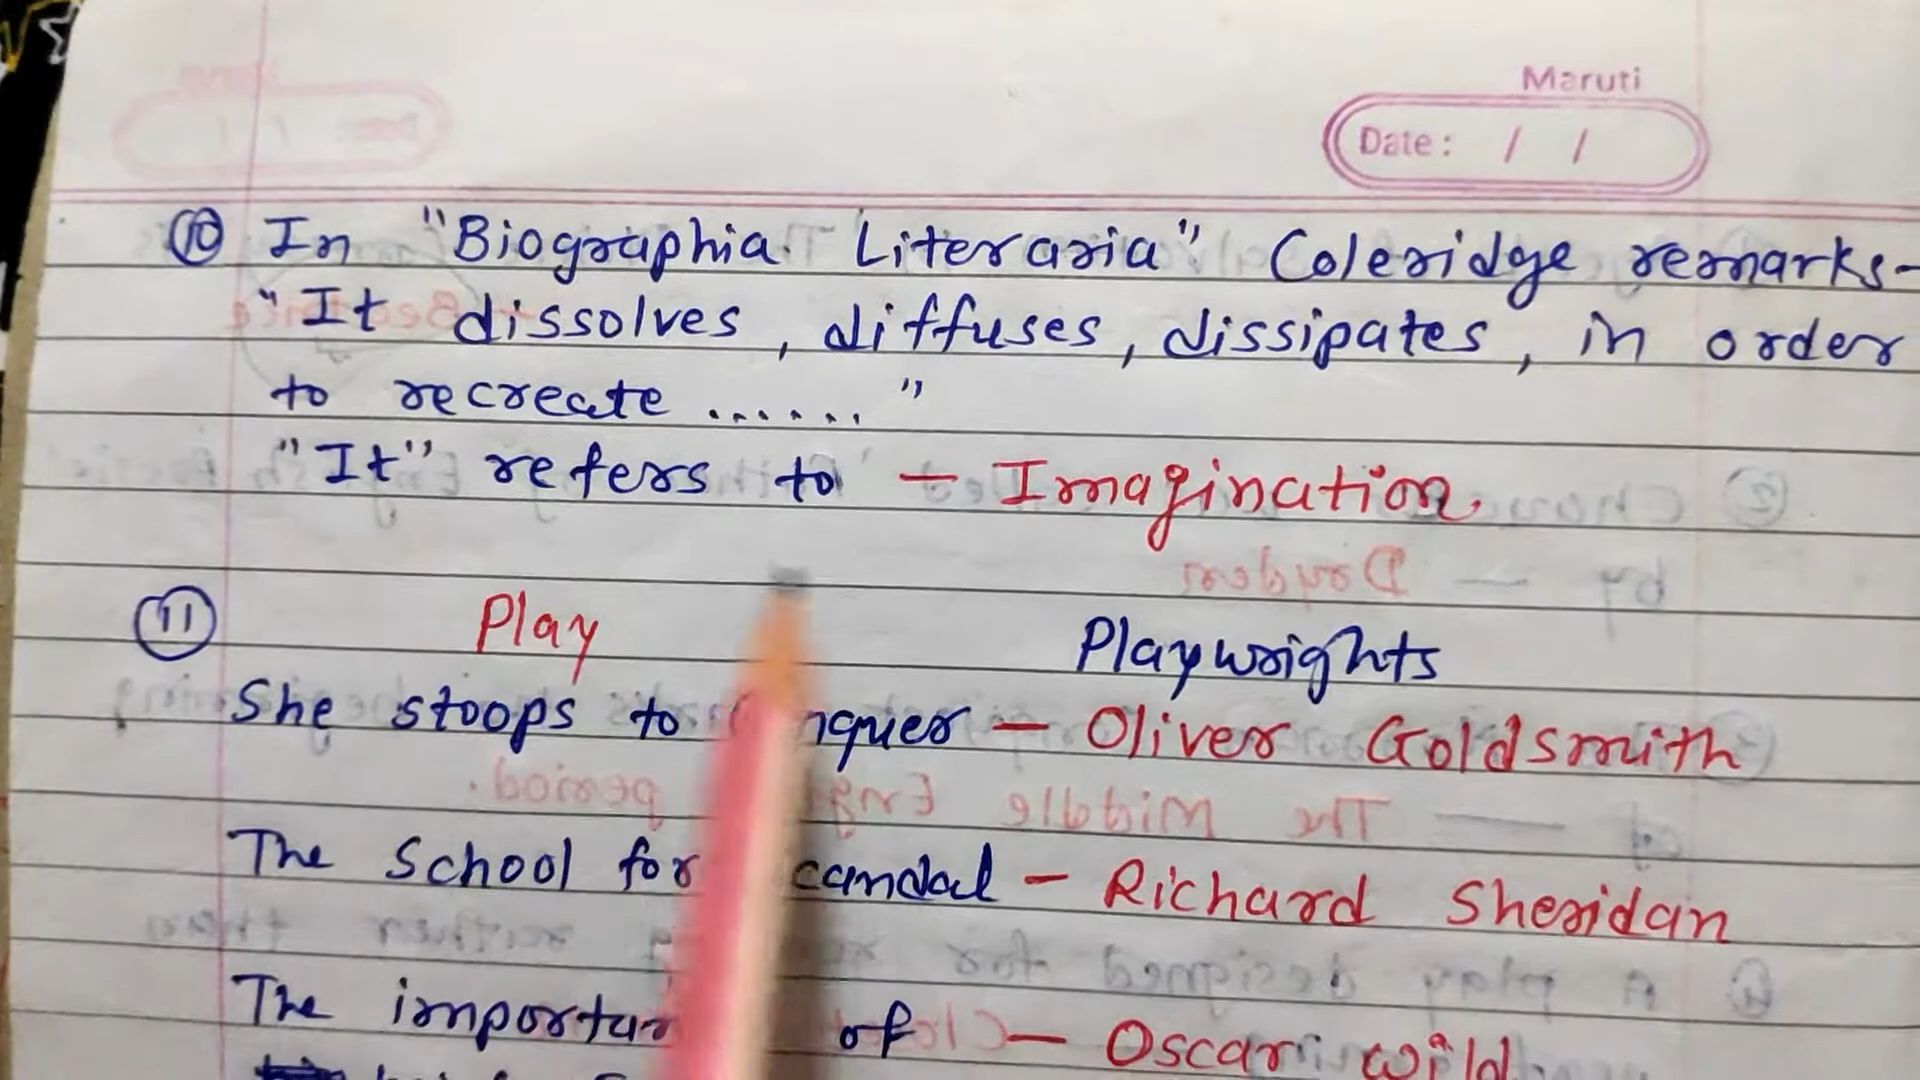 Maruti
Date: / /
10 In "Biographia Literaria" Coleridge remarks-
"It dissolves, diffuses, dissipates, in order
to recreate ......"
"It" refers to - Imagination.
11 Play Playwrights
She stoops to nquer - Oliver Goldsmith
The School for candal - Richard Sheridan
The importan of - Oscar wild